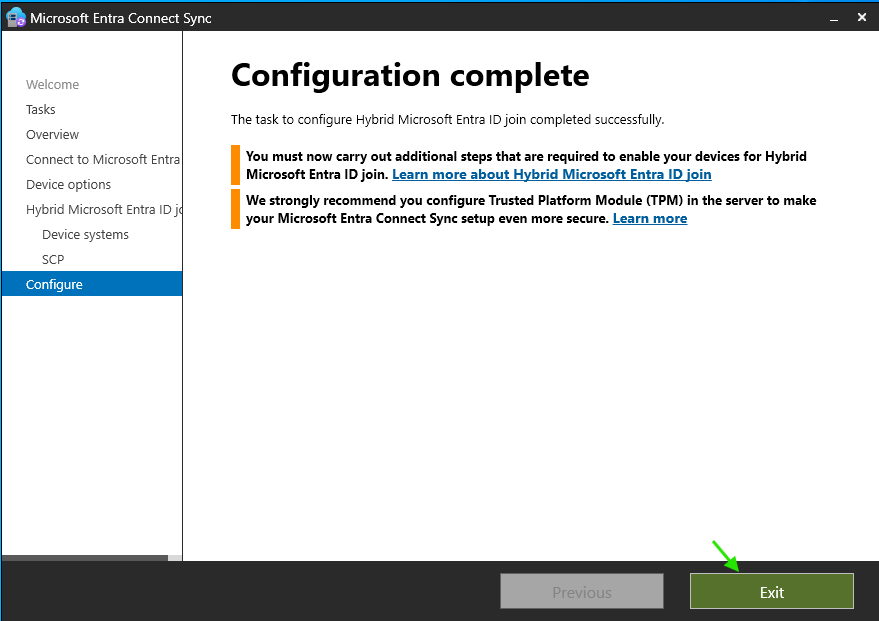 Microsoft Entra Connect Sync
Welcome
Tasks
Overview
Connect to Microsoft Entra
Device options
Hybrid Microsoft Entra ID jo
Device systems
SCP
Configure
Configuration complete
The task to configure Hybrid Microsoft Entra ID join completed successfully.
You must now carry out additional steps that are required to enable your devices for Hybrid
Microsoft Entra ID join. Learn more about Hybrid Microsoft Entra ID join
We strongly recommend you configure Trusted Platform Module (TPM) in the server to make
your Microsoft Entra Connect Sync setup even more secure. Learn more
Previous
Exit